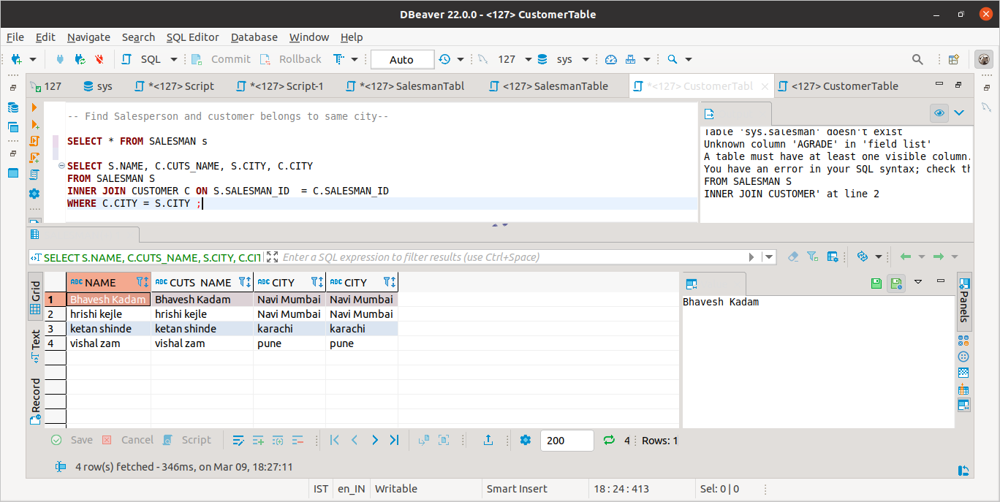 DBeaver 22.0.0 - <127> CustomerTable
File Edit Navigate Search SQL Editor Database Window Help
SQL Commit Rollback Auto 127 sys
127 sys *<127> Script *<127> Script-1 *<127> SalesmanTabl <127> SalesmanTable *<127> CustomerTabl <127> CustomerTable
-- Find Salesperson and customer belongs to same city--
SELECT * FROM SALESMAN s
SELECT S.NAME, C.CUTS_NAME, S.CITY, C.CITY
FROM SALESMAN S
INNER JOIN CUSTOMER C ON S.SALESMAN_ID = C.SALESMAN_ID
WHERE C.CITY = S.CITY ;
Table 'sys.salesman' doesn't exist
Unknown column 'AGRADE' in 'field list'
A table must have at least one visible column.
You have an error in your SQL syntax; check th
FROM SALESMAN S
INNER JOIN CUSTOMER' at line 2
SELECT S.NAME, C.CUTS_NAME, S.CITY, C.CIT Enter a SQL expression to filter results (use Ctrl+Space)
Grid
Text
Record
ABC NAME ABC CUTS_NAME ABC CITY ABC CITY
1 Bhavesh Kadam Bhavesh Kadam Navi Mumbai Navi Mumbai
2 hrishi kejle hrishi kejle Navi Mumbai Navi Mumbai
3 ketan shinde ketan shinde karachi karachi
4 vishal zam vishal zam pune pune
Bhavesh Kadam
Panels
Save Cancel Script 200 4 Rows: 1
4 row(s) fetched - 346ms, on Mar 09, 18:27:11
IST en_IN Writable Smart Insert 18 : 24 : 413 Sel: 0 | 0